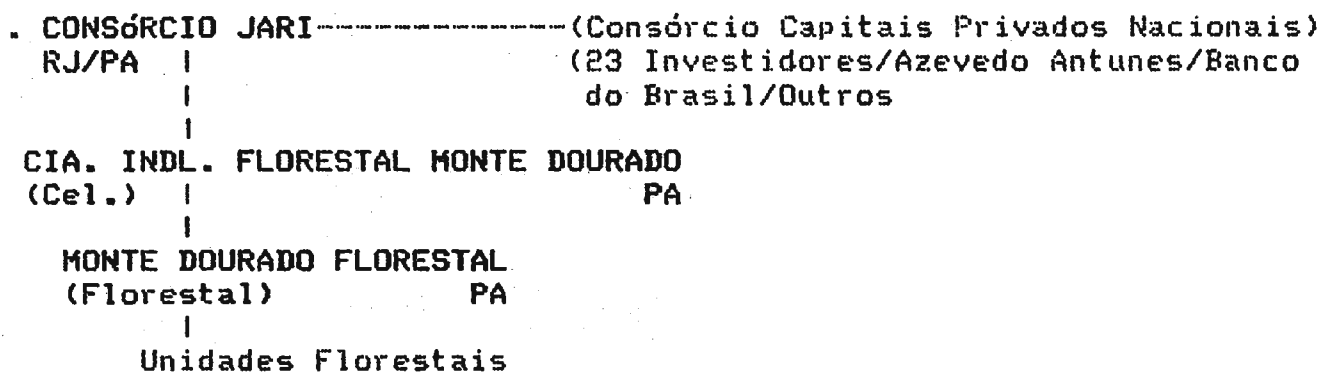 . CONSóRCIO JARI-----------------(Consórcio Capitais Privados Nacionais)
RJ/PA | (23 Investidores/Azevedo Antunes/Banco
| do Brasil/Outros
|
CIA. INDL. FLORESTAL MONTE DOURADO
(Cel.) | PA
|
MONTE DOURADO FLORESTAL
(Florestal) PA
|
Unidades Florestais